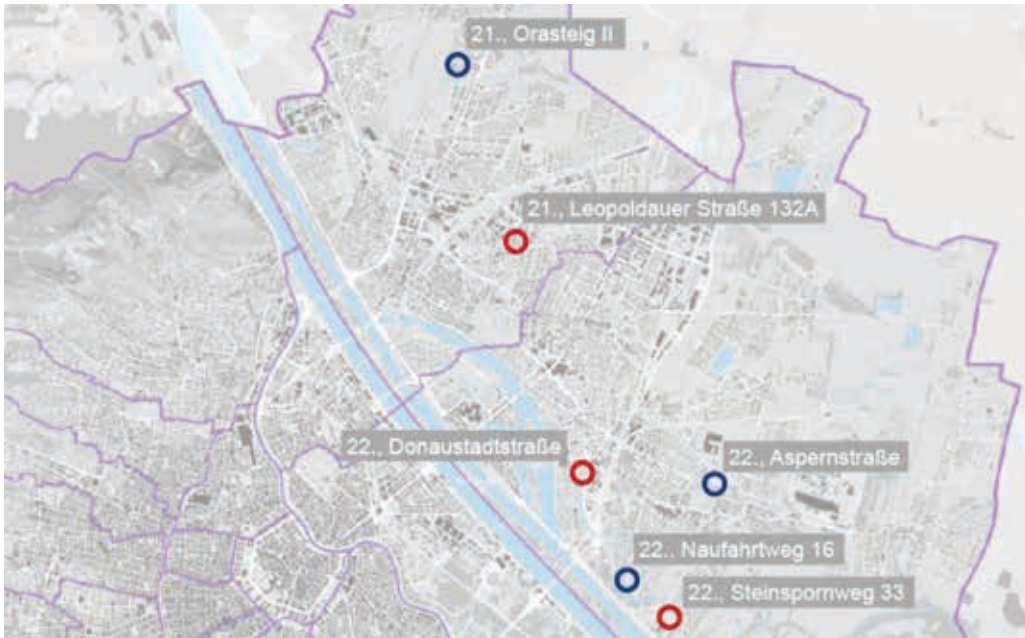 21., Orasteig II
21., Leopoldauer Straße 132A
22., Donaustadtstraße
22., Aspernstraße
22., Naufahrtweg 16
22., Steinspornweg 33